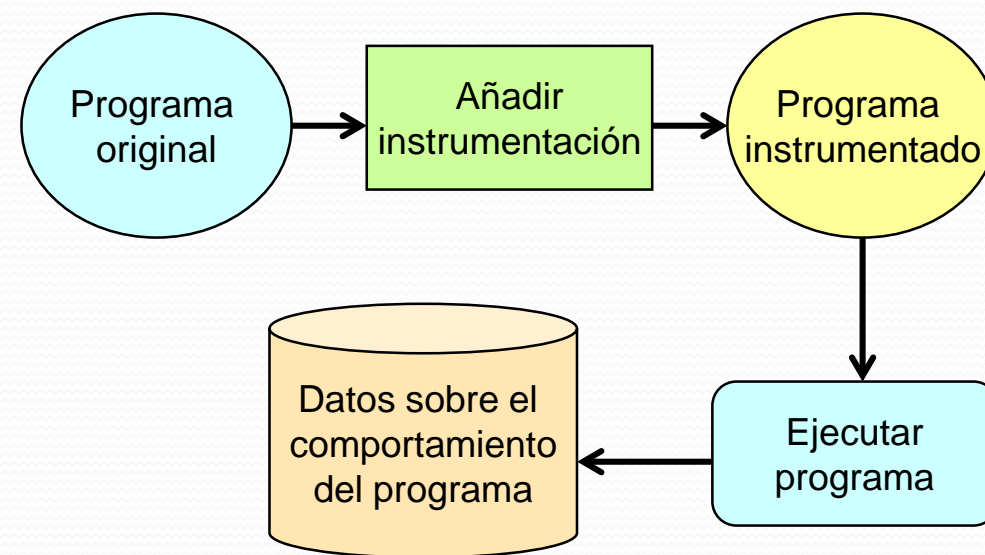 Programa
original
Añadir
instrumentación
Programa
instrumentado
Ejecutar
programa
Datos sobre el
comportamiento
del programa